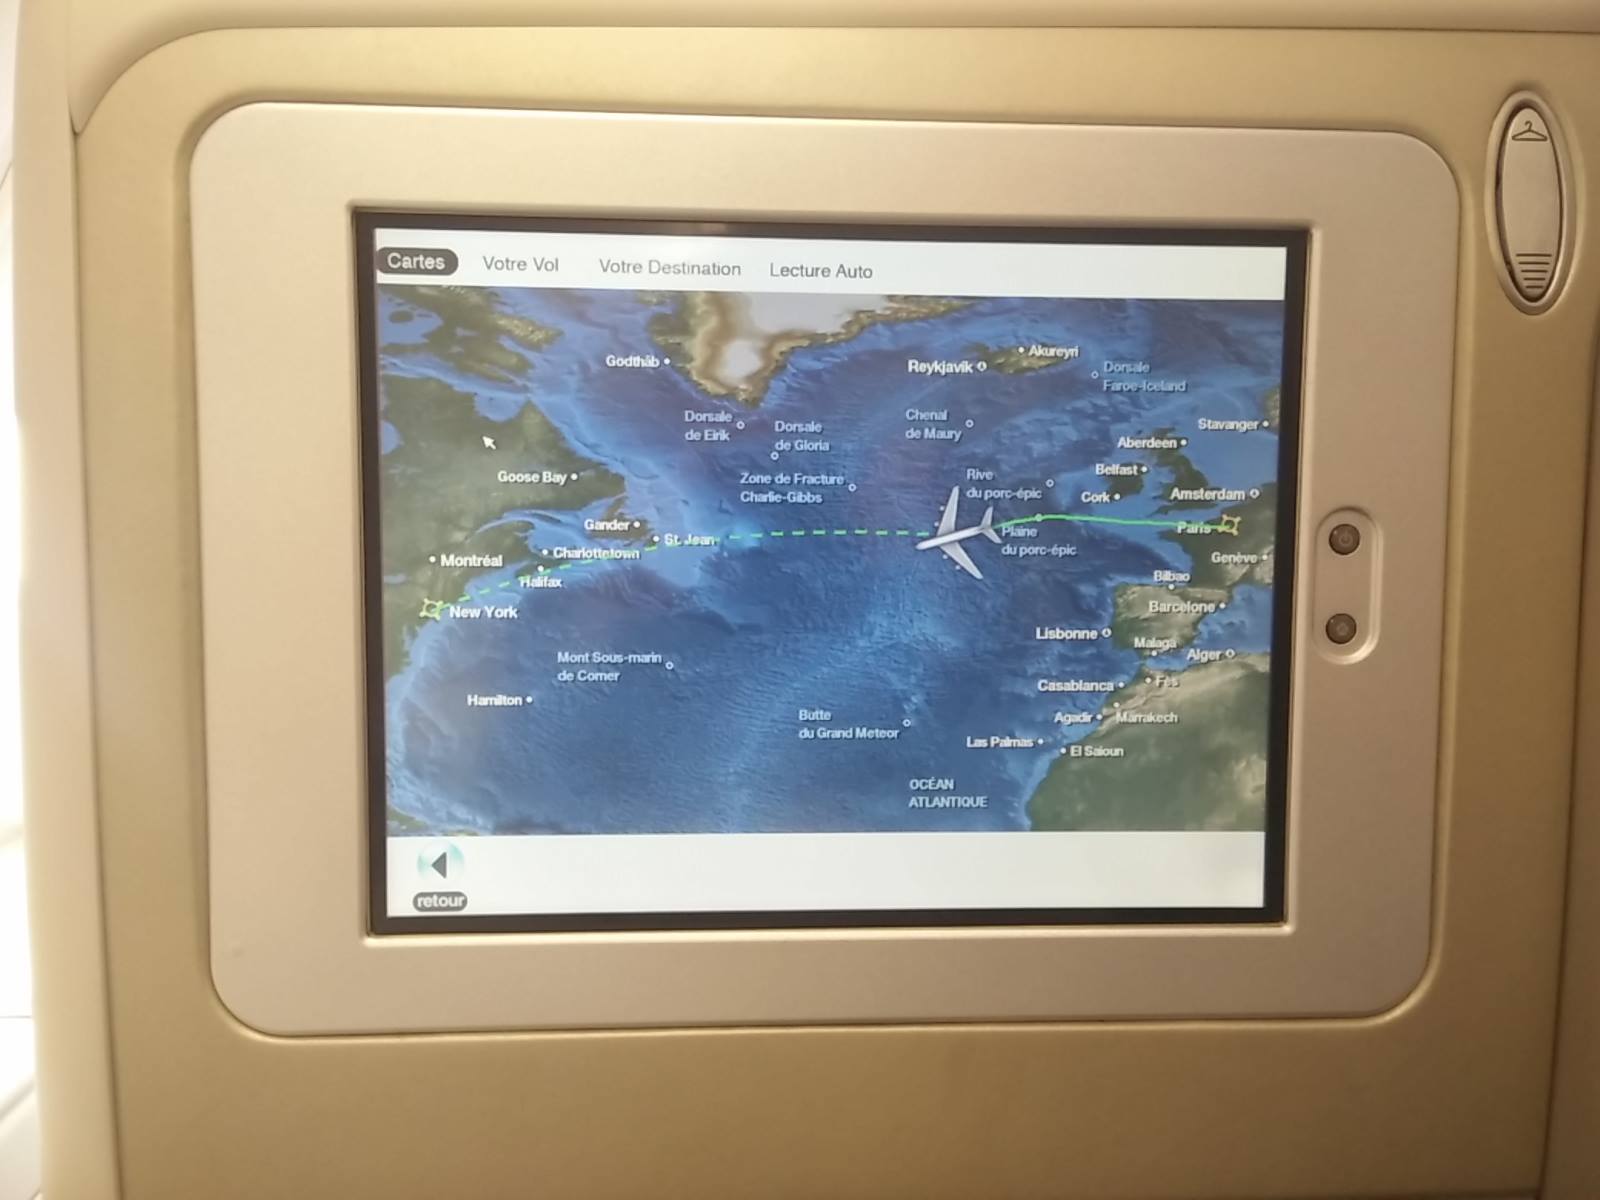 Cartes
Votre Vol
Votre Destination
Lecture Auto
Godthåb
Reykjavik
Akureyri
Dorsale
Faroe-Iceland
Dorsale
de Eirik
Dorsale
de Gloria
Chenal
de Maury
Stavanger
Aberdeen
Goose Bay
Zone de Fracture
Charlie-Gibbs
Rive
du porc-épic
Belfast
Cork
Amsterdam
Gander
St. Jean
Plaine
du porc-épic
Paris
Montréal
Charlottetown
Halifax
Genève
Bilbao
New York
Barcelone
Lisbonne
Malaga
Alger
Mont Sous-marin
de Corner
Casablanca
Fès
Hamilton
Butte
du Grand Meteor
Agadir
Marrakech
Las Palmas
El Saioun
OCÉAN
ATLANTIQUE
retour